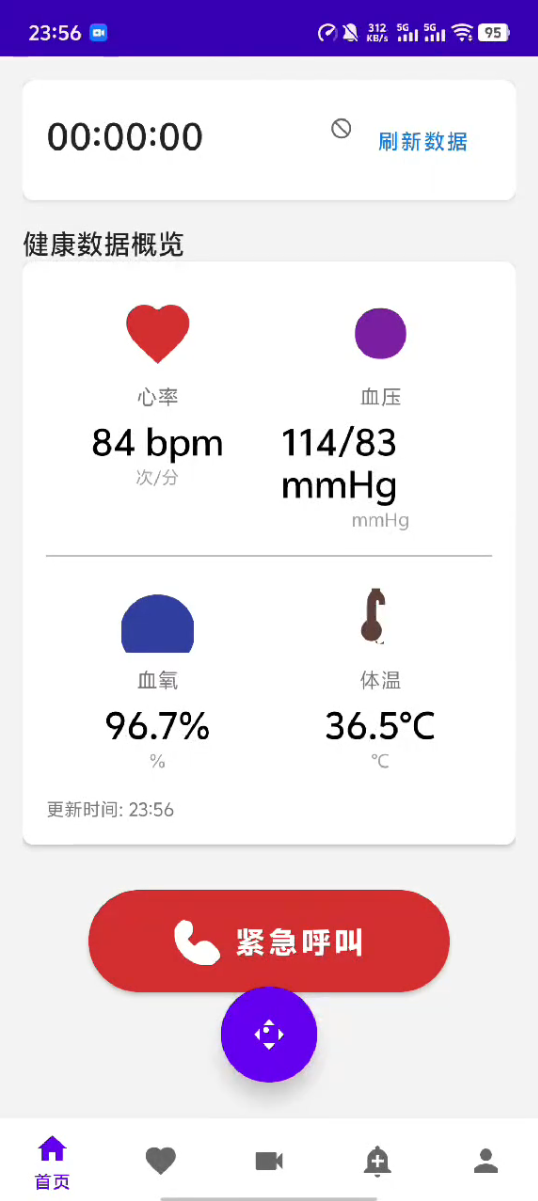 23:56 312 KB/s 5G 5G 95
00:00:00 刷新数据
健康数据概览
心率 血压
84 bpm 114/83 mmHg
次/分 mmHg
血氧 体温
96.7% 36.5°C
% ℃
更新时间: 23:56
紧急呼叫
首页